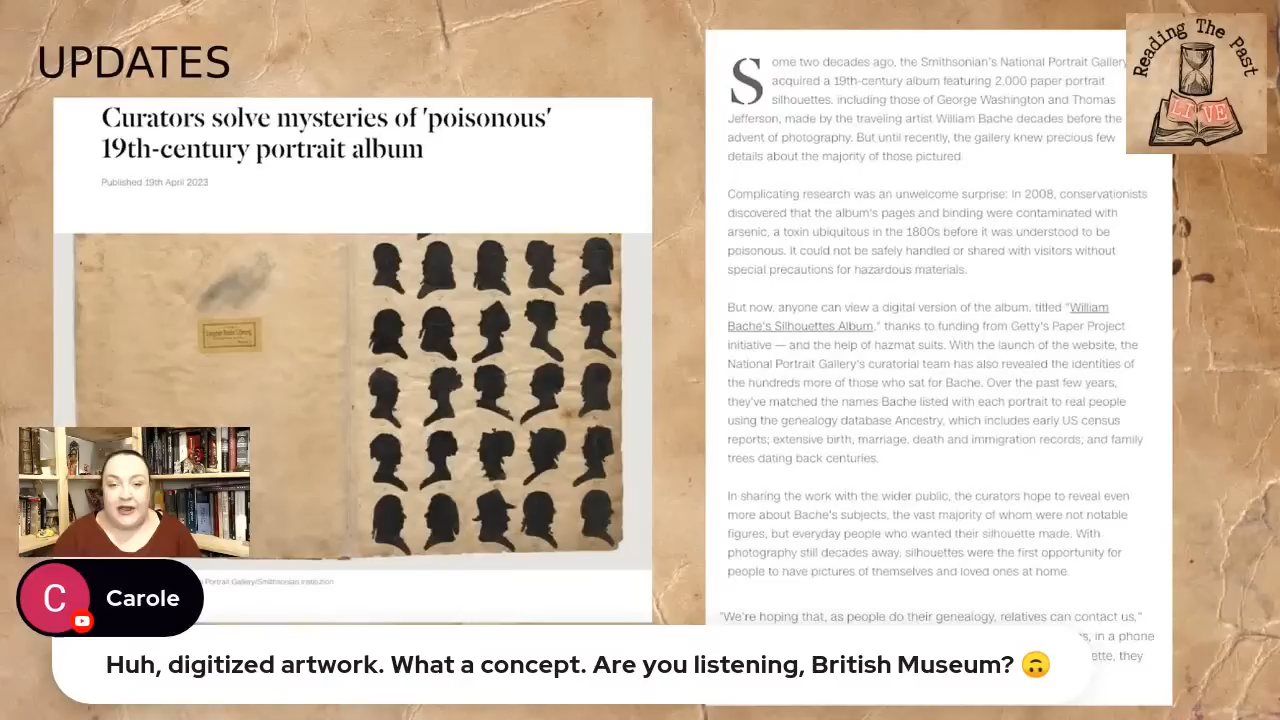 UPDATES
Curators solve mysteries of 'poisonous'
19th-century portrait album
Published 19th April 2023
Portrait Gallery/Smithsonian Institution
Some two decades ago, the Smithsonian's National Portrait Gallery
acquired a 19th-century album featuring 2,000 paper portrait
silhouettes, including those of George Washington and Thomas
Jefferson, made by the traveling artist William Bache decades before the
advent of photography. But until recently, the gallery knew precious few
details about the majority of those pictured.
Complicating research was an unwelcome surprise: In 2008, conservationists
discovered that the album's pages and binding were contaminated with
arsenic, a toxin ubiquitous in the 1800s before it was understood to be
poisonous. It could not be safely handled or shared with visitors without
special precautions for hazardous materials.
But now, anyone can view a digital version of the album, titled "William
Bache's Silhouettes Album," thanks to funding from Getty's Paper Project
initiative — and the help of hazmat suits. With the launch of the website, the
National Portrait Gallery's curatorial team has also revealed the identities of
the hundreds more of those who sat for Bache. Over the past few years,
they've matched the names Bache listed with each portrait to real people
using the genealogy database Ancestry, which includes early US census
reports; extensive birth, marriage, death and immigration records; and family
trees dating back centuries.
In sharing the work with the wider public, the curators hope to reveal even
more about Bache's subjects, the vast majority of whom were not notable
figures, but everyday people who wanted their silhouette made. With
photography still decades away, silhouettes were the first opportunity for
people to have pictures of themselves and loved ones at home.
"We're hoping that, as people do their genealogy, relatives can contact us,"
in a phone
they
Reading The Past
LIVE
C
Carole
Huh, digitized artwork. What a concept. Are you listening, British Museum? 🙃